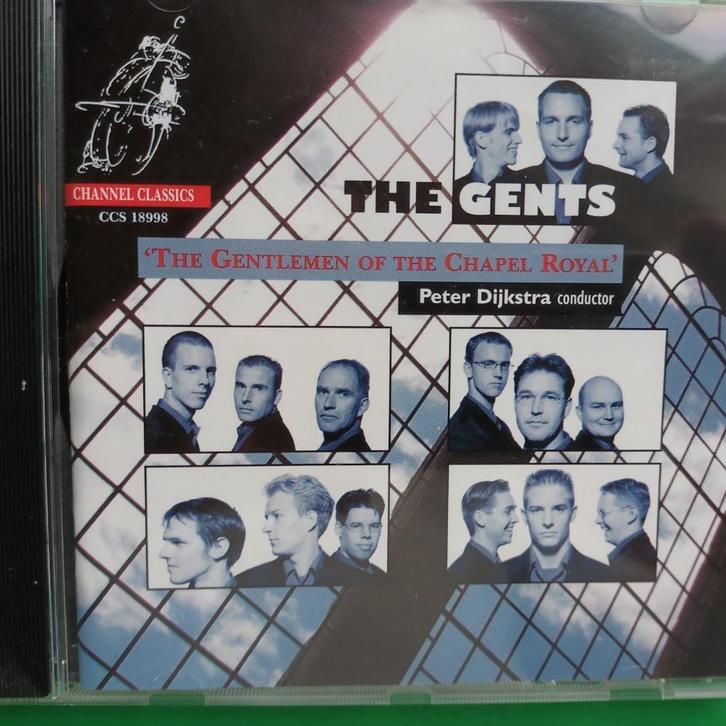 CHANNEL CLASSICS
CCS 18998
THE GENTS
‘THE GENTLEMEN OF THE CHAPEL ROYAL’
Peter Dijkstra conductor